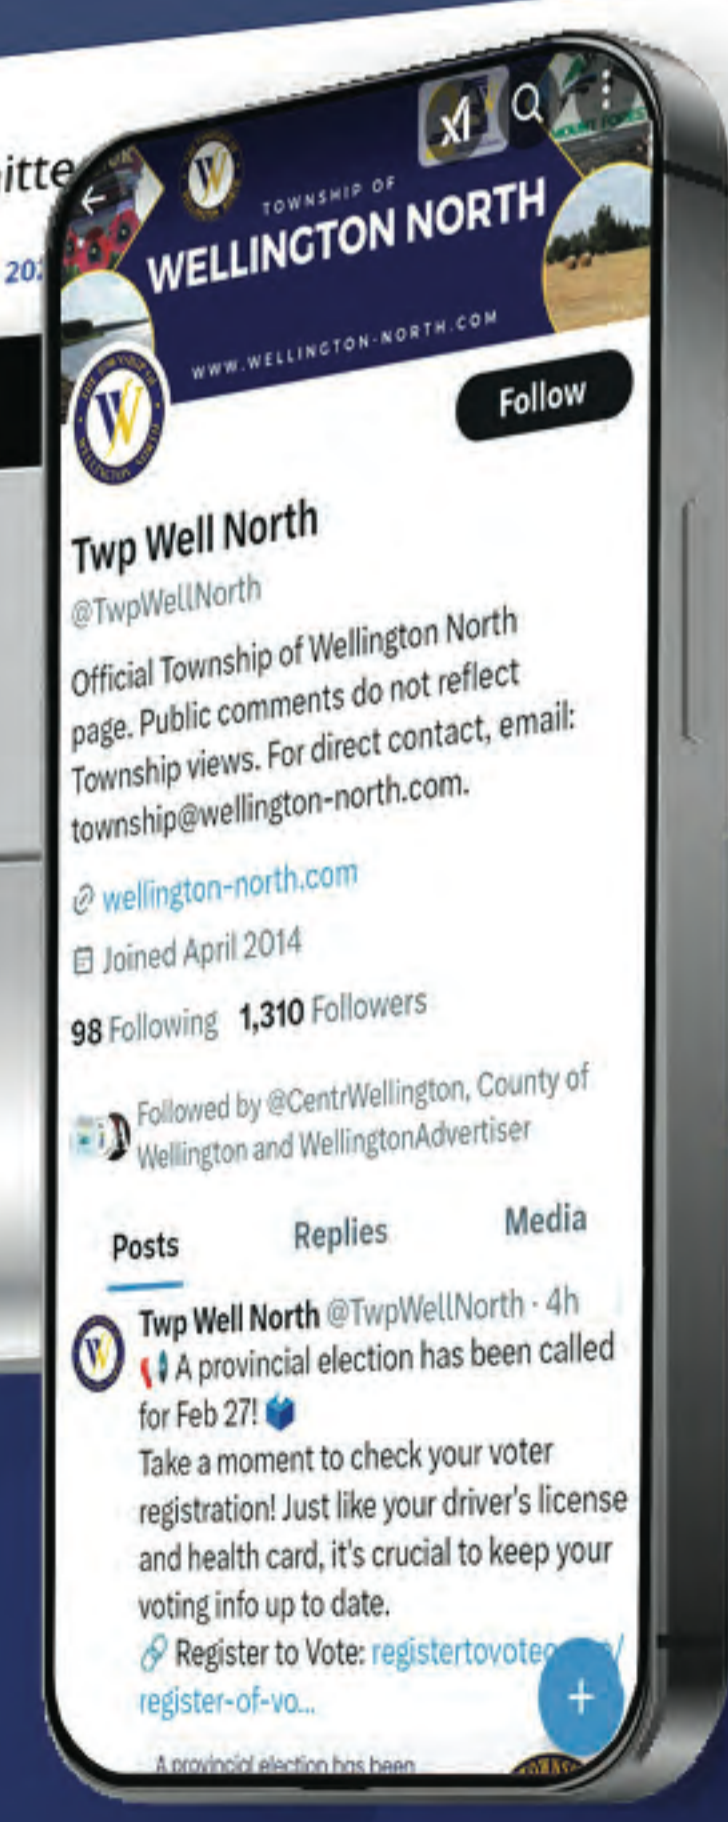 TOWNSHIP OF
WELLINGTON NORTH
WWW.WELLINGTON-NORTH.COM
Follow
Twp Well North
@TwpWellNorth
Official Township of Wellington North
page. Public comments do not reflect
Township views. For direct contact, email:
township@wellington-north.com.
wellington-north.com
Joined April 2014
98 Following 1,310 Followers
Followed by @CentrWellington, County of
Wellington and WellingtonAdvertiser
Posts Replies Media
Twp Well North @TwpWellNorth · 4h
A provincial election has been called
for Feb 27!
Take a moment to check your voter
registration! Just like your driver's license
and health card, it's crucial to keep your
voting info up to date.
Register to Vote:
register-of-vo...
A provincial election has been